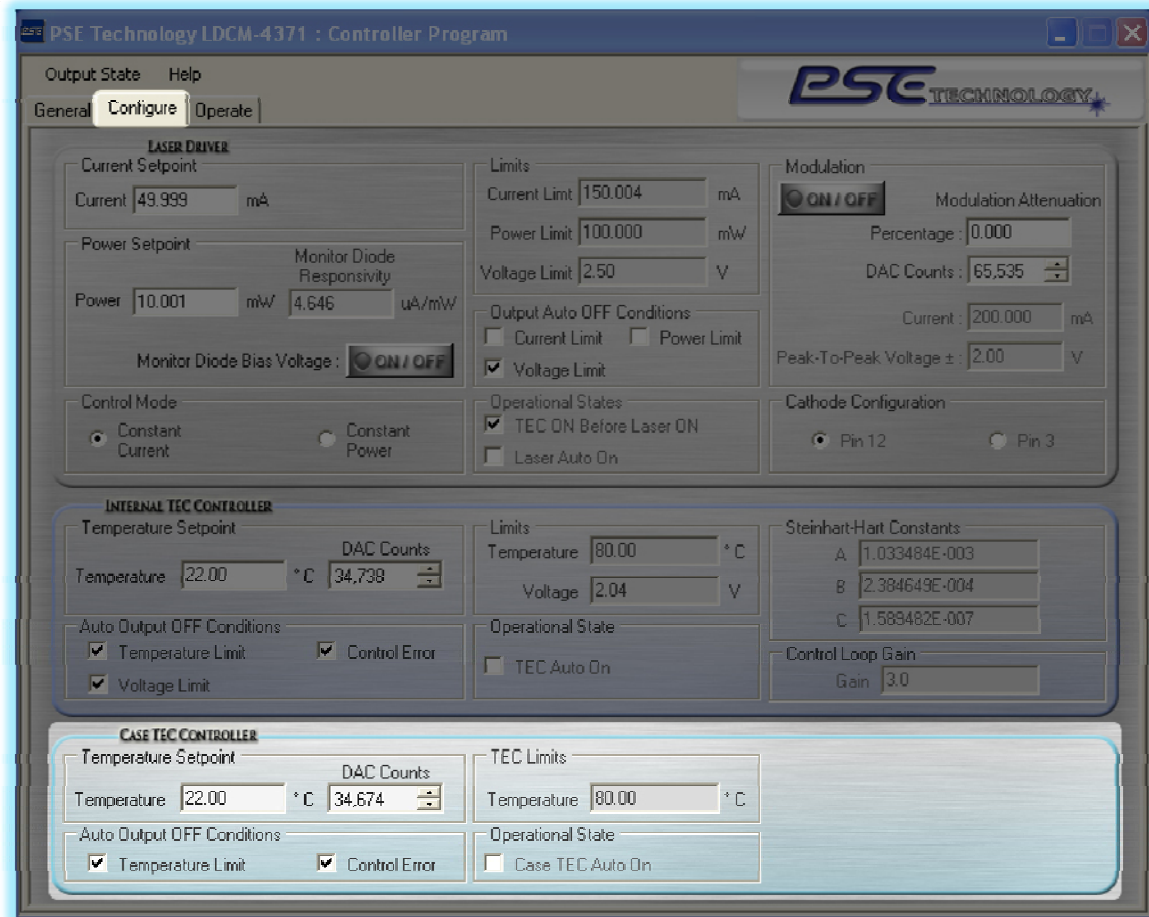 PSE Technology LDCM-4371 : Controller Program
Output State Help
PSE TECHNOLOGY
General Configure Operate
LASER DRIVER
Current Setpoint
Current 49.999 mA
Power Setpoint
Monitor Diode
Responsivity
Power 10.001 mW 4.646 uA/mW
Monitor Diode Bias Voltage : ON / OFF
Control Mode
Constant
Current
Constant
Power
Limits
Current Limt 150.004 mA
Power Limit 100.000 mW
Voltage Limit 2.50 V
Output Auto OFF Conditions
Current Limit Power Limit
Voltage Limit
Operational States
TEC ON Before Laser ON
Laser Auto On
Modulation
ON / OFF Modulation Attenuation
Percentage : 0.000
DAC Counts : 65,535
Current : 200.000 mA
Peak-To-Peak Voltage ± : 2.00 V
Cathode Configuration
Pin 12 Pin 3
INTERNAL TEC CONTROLLER
Temperature Setpoint
DAC Counts
Temperature 22.00 ° C 34,738
Auto Output OFF Conditions
Temperature Limit Control Error
Voltage Limit
Limits
Temperature 80.00 ° C
Voltage 2.04 V
Operational State
TEC Auto On
Steinhart-Hart Constants
A 1.033484E-003
B 2.384649E-004
C 1.589482E-007
Control Loop Gain
Gain 3.0
CASE TEC CONTROLLER
Temperature Setpoint
DAC Counts
Temperature 22.00 ° C 34,674
Auto Output OFF Conditions
Temperature Limit Control Error
TEC Limits
Temperature 80.00 ° C
Operational State
Case TEC Auto On